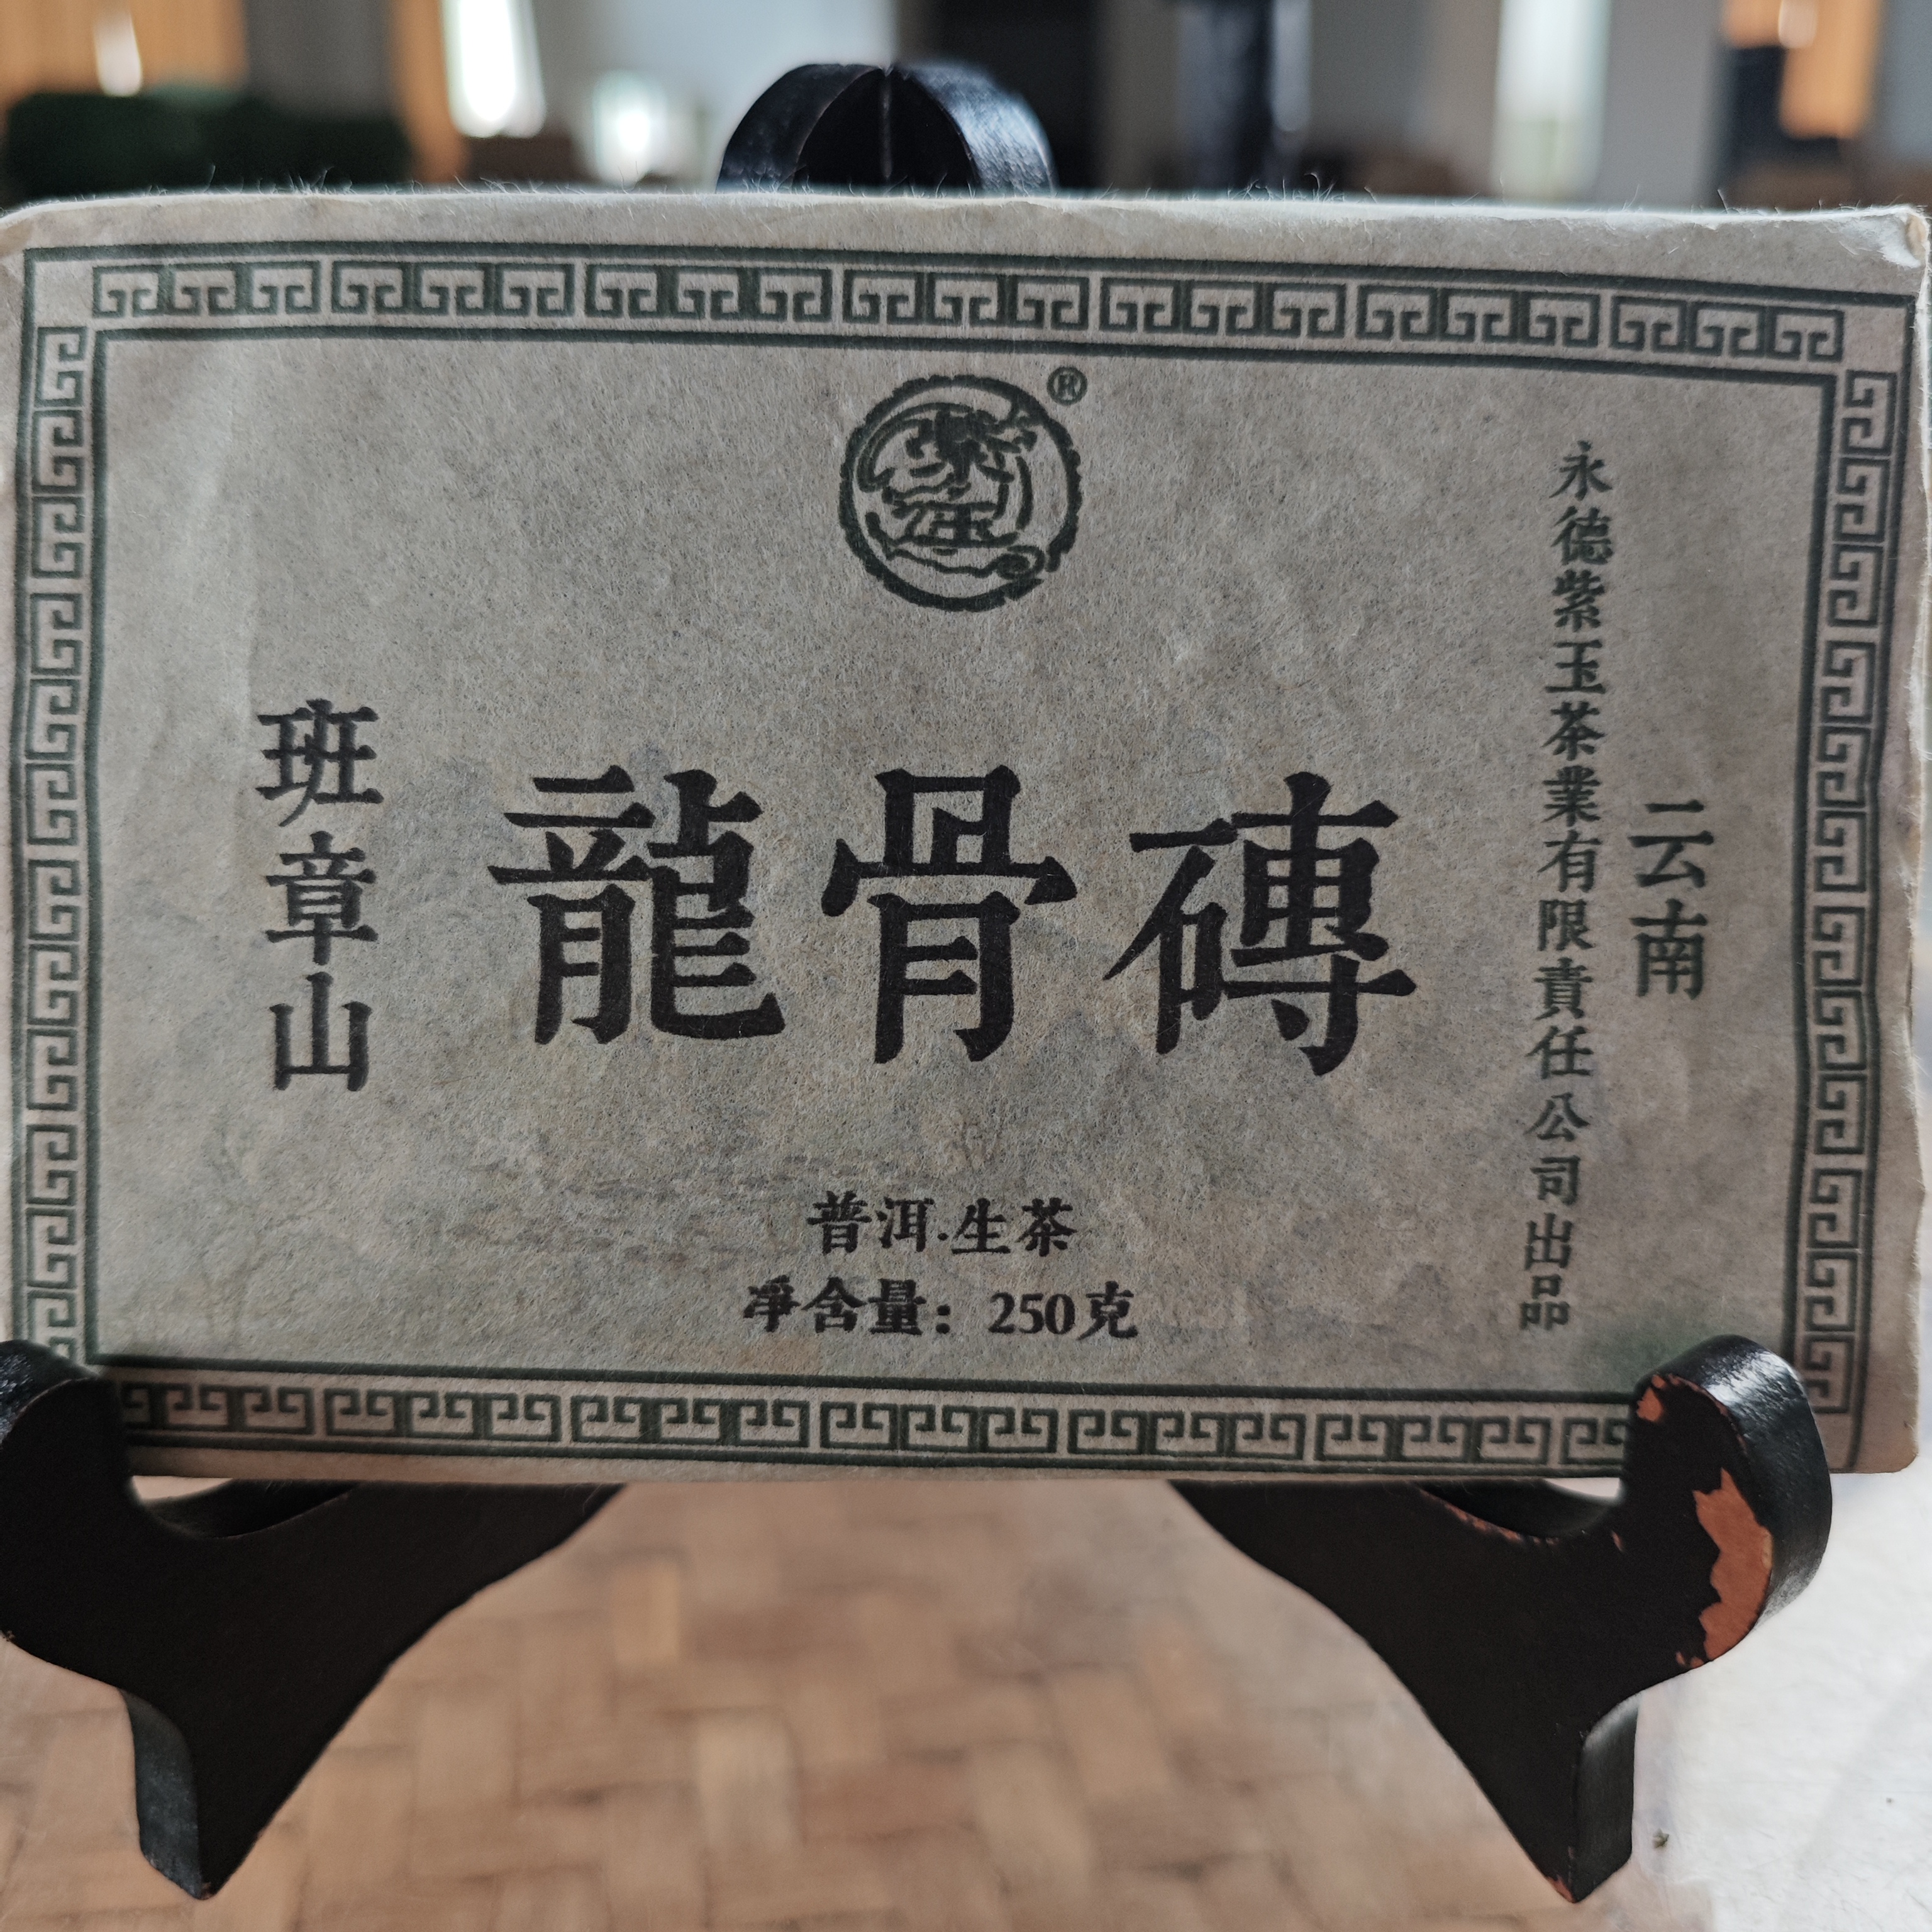 ®
云南
永德紫玉茶業有限責任公司出品
龍骨磚
班章山
普洱.生茶
凈含量：250克